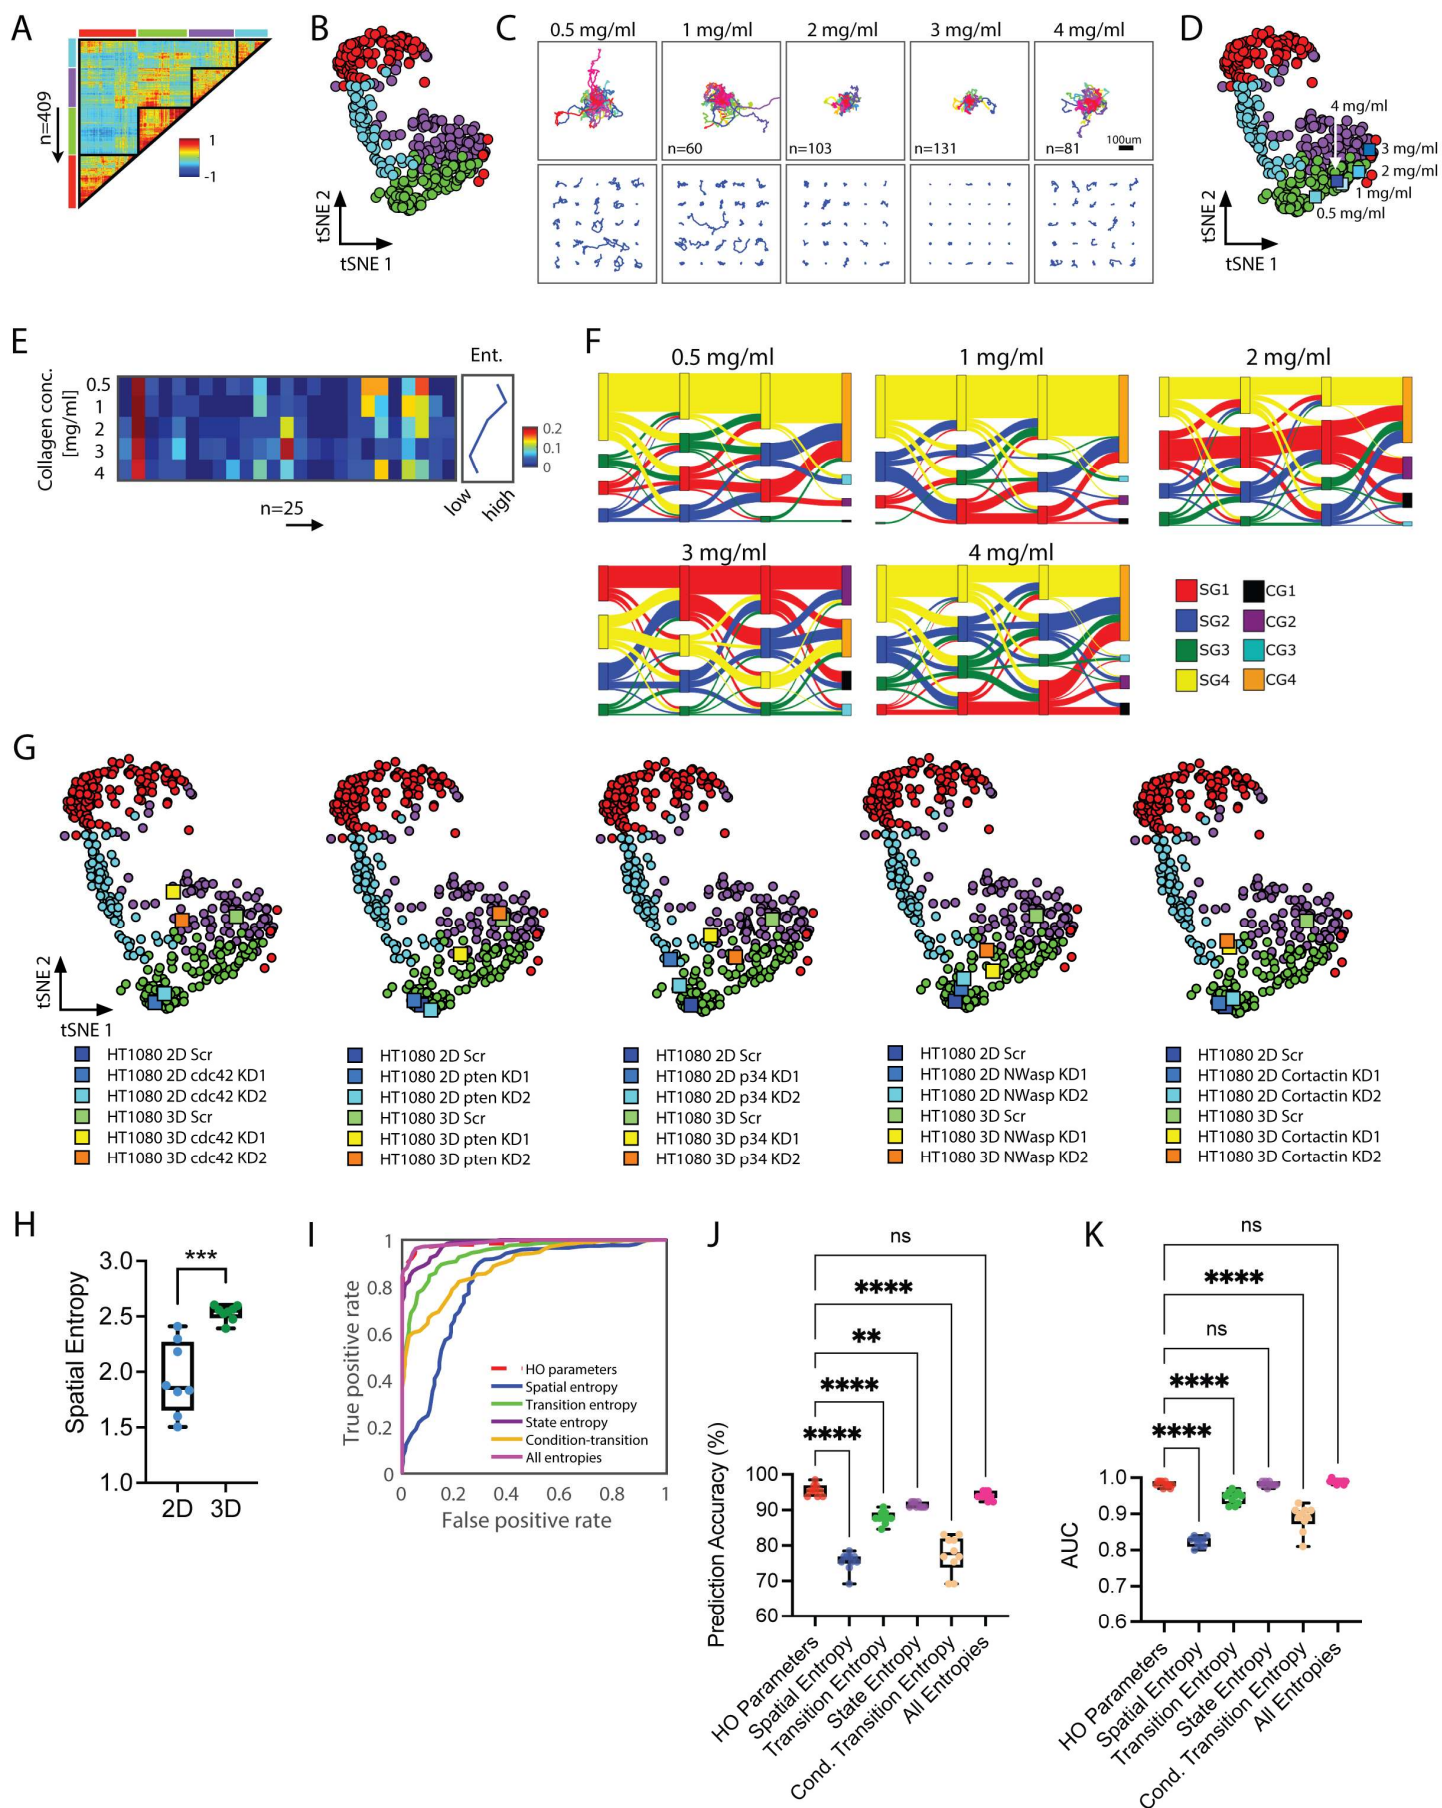 A
n=409
1
-1
B
tSNE 2
tSNE 1
C
0.5 mg/ml
1 mg/ml
2 mg/ml
3 mg/ml
4 mg/ml
n=60
n=103
n=131
n=81
100um
D
4 mg/ml
3 mg/ml
2 mg/ml
1 mg/ml
0.5 mg/ml
tSNE 2
tSNE 1
E
Collagen conc.
[mg/ml]
0.5
1
2
3
4
n=25
Ent.
low
high
0.2
0.1
0
F
0.5 mg/ml
1 mg/ml
2 mg/ml
3 mg/ml
4 mg/ml
SG1
CG1
SG2
CG2
SG3
CG3
SG4
CG4
G
tSNE 2
tSNE 1
HT1080 2D Scr
HT1080 2D cdc42 KD1
HT1080 2D cdc42 KD2
HT1080 3D Scr
HT1080 3D cdc42 KD1
HT1080 3D cdc42 KD2
HT1080 2D Scr
HT1080 2D pten KD1
HT1080 2D pten KD2
HT1080 3D Scr
HT1080 3D pten KD1
HT1080 3D pten KD2
HT1080 2D Scr
HT1080 2D p34 KD1
HT1080 2D p34 KD2
HT1080 3D Scr
HT1080 3D p34 KD1
HT1080 3D p34 KD2
HT1080 2D Scr
HT1080 2D NWasp KD1
HT1080 2D NWasp KD2
HT1080 3D Scr
HT1080 3D NWasp KD1
HT1080 3D NWasp KD2
HT1080 2D Scr
HT1080 2D Cortactin KD1
HT1080 2D Cortactin KD2
HT1080 3D Scr
HT1080 3D Cortactin KD1
HT1080 3D Cortactin KD2
H
Spatial Entropy
3.0
2.5
2.0
1.5
1.0
***
2D
3D
I
True positive rate
1
0.8
0.6
0.4
0.2
0
0
0.2
0.4
0.6
0.8
1
False positive rate
HO parameters
Spatial entropy
Transition entropy
State entropy
Condition-transition
All entropies
J
ns
****
**
****
****
Prediction Accuracy (%)
100
90
80
70
60
HO Parameters
Spatial Entropy
Transition Entropy
State Entropy
Cond. Transition Entropy
All Entropies
K
ns
****
ns
****
****
AUC
1.0
0.9
0.8
0.7
0.6
HO Parameters
Spatial Entropy
Transition Entropy
State Entropy
Cond. Transition Entropy
All Entropies